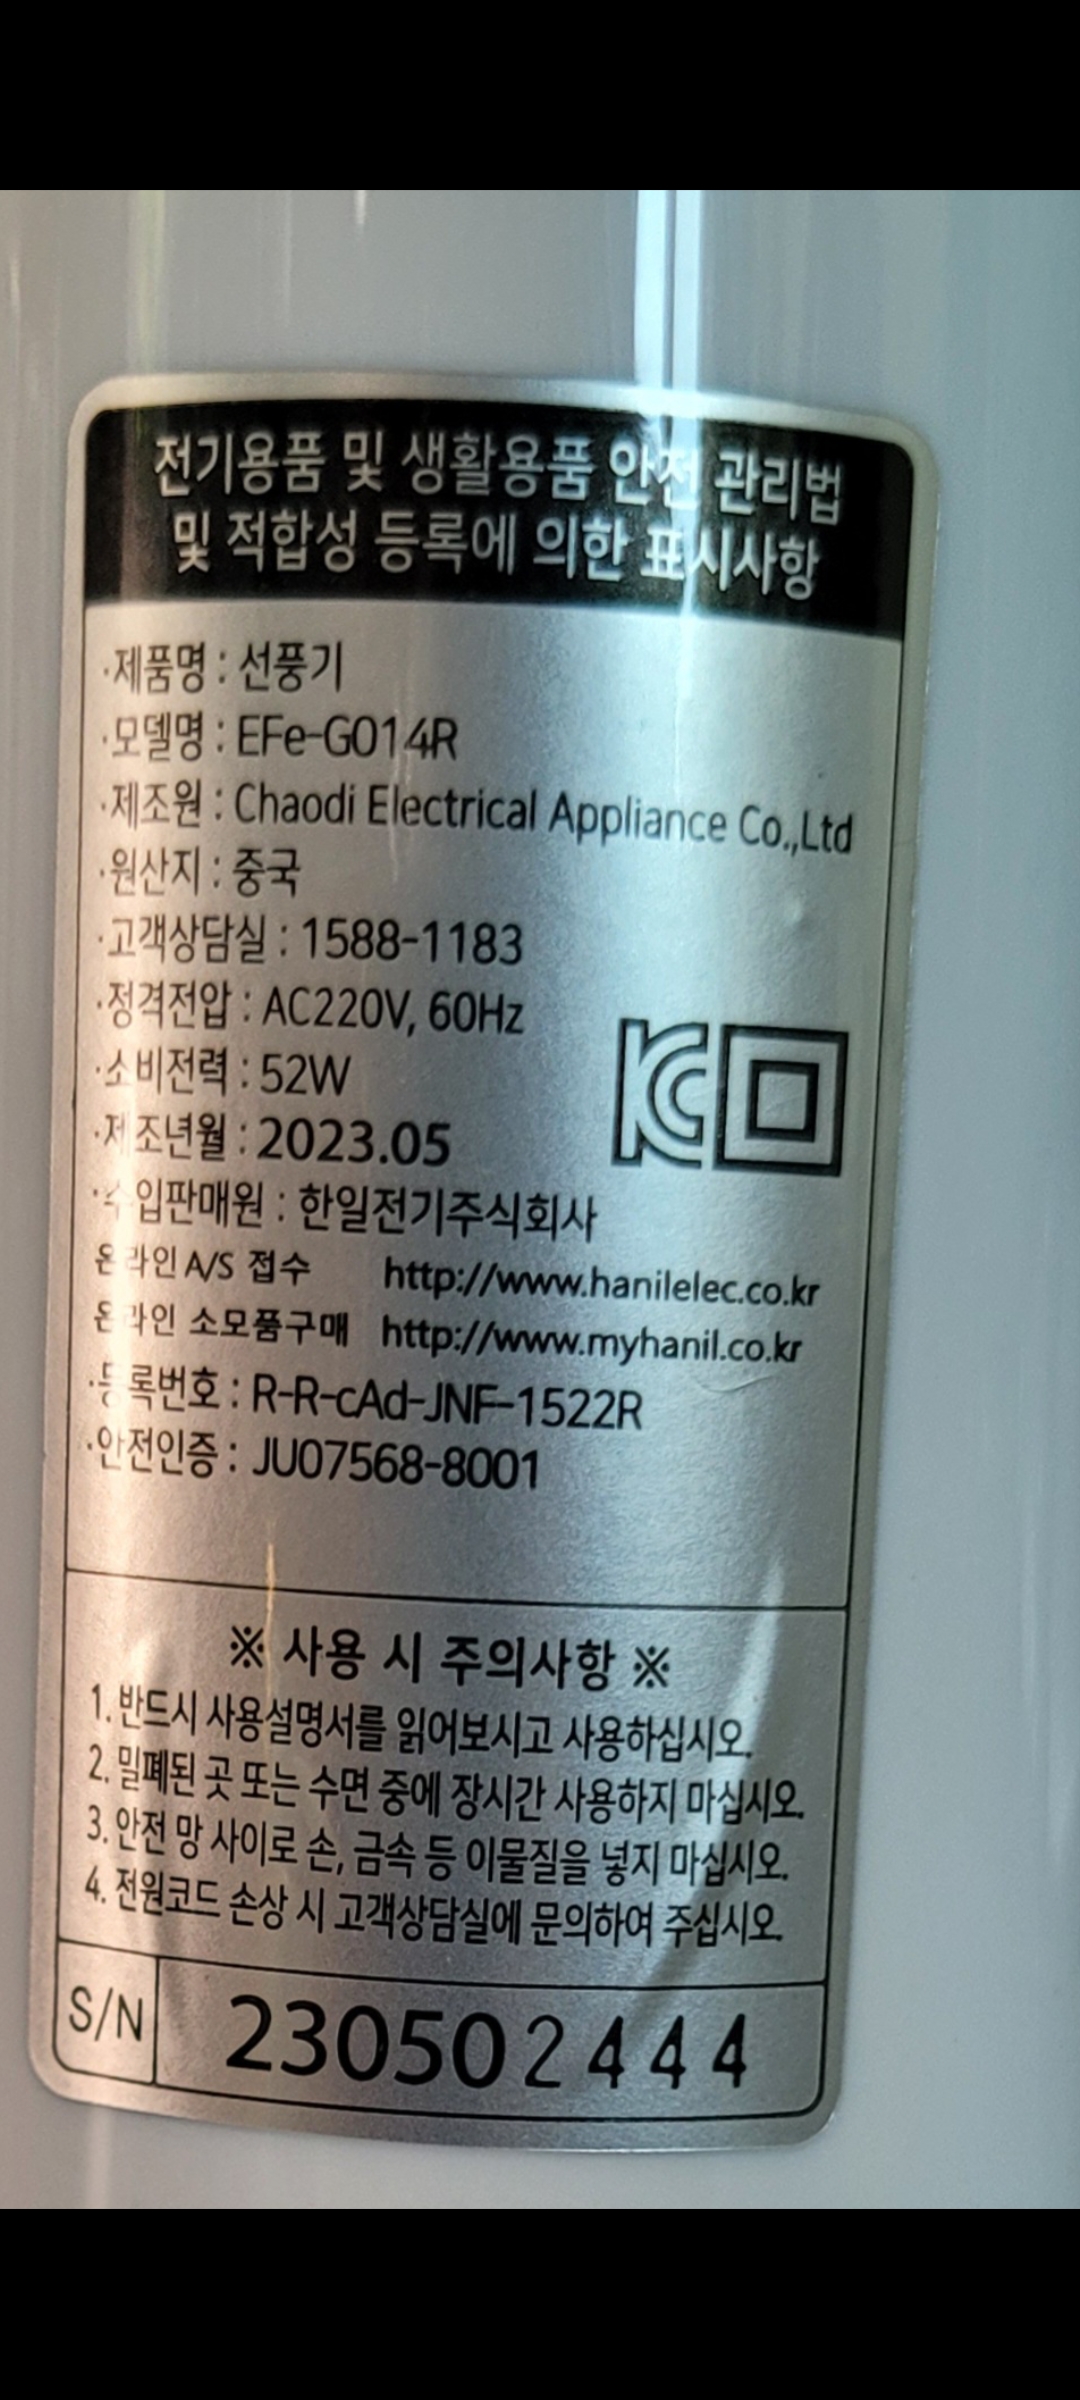 전기용품 및 생활용품 안전 관리법
및 적합성 등록에 의한 표시사항
·제품명 : 선풍기
·모델명 : EFe-G014R
·제조원 : Chaodi Electrical Appliance Co.,Ltd
·원산지 : 중국
·고객상담실 : 1588-1183
·정격전압 : AC220V, 60Hz
·소비전력 : 52W
·제조년월 : 2023.05
·수입판매원 : 한일전기주식회사
온라인 A/S 접수 http://www.hanilelec.co.kr
온라인 소모품구매 http://www.myhanil.co.kr
·등록번호 : R-R-cAd-JNF-1522R
·안전인증 : JU07568-8001
※ 사용 시 주의사항 ※
1. 반드시 사용설명서를 읽어보시고 사용하십시오.
2. 밀폐된 곳 또는 수면 중에 장시간 사용하지 마십시오.
3. 안전 망 사이로 손, 금속 등 이물질을 넣지 마십시오.
4. 전원코드 손상 시 고객상담실에 문의하여 주십시오.
S/N 230502444